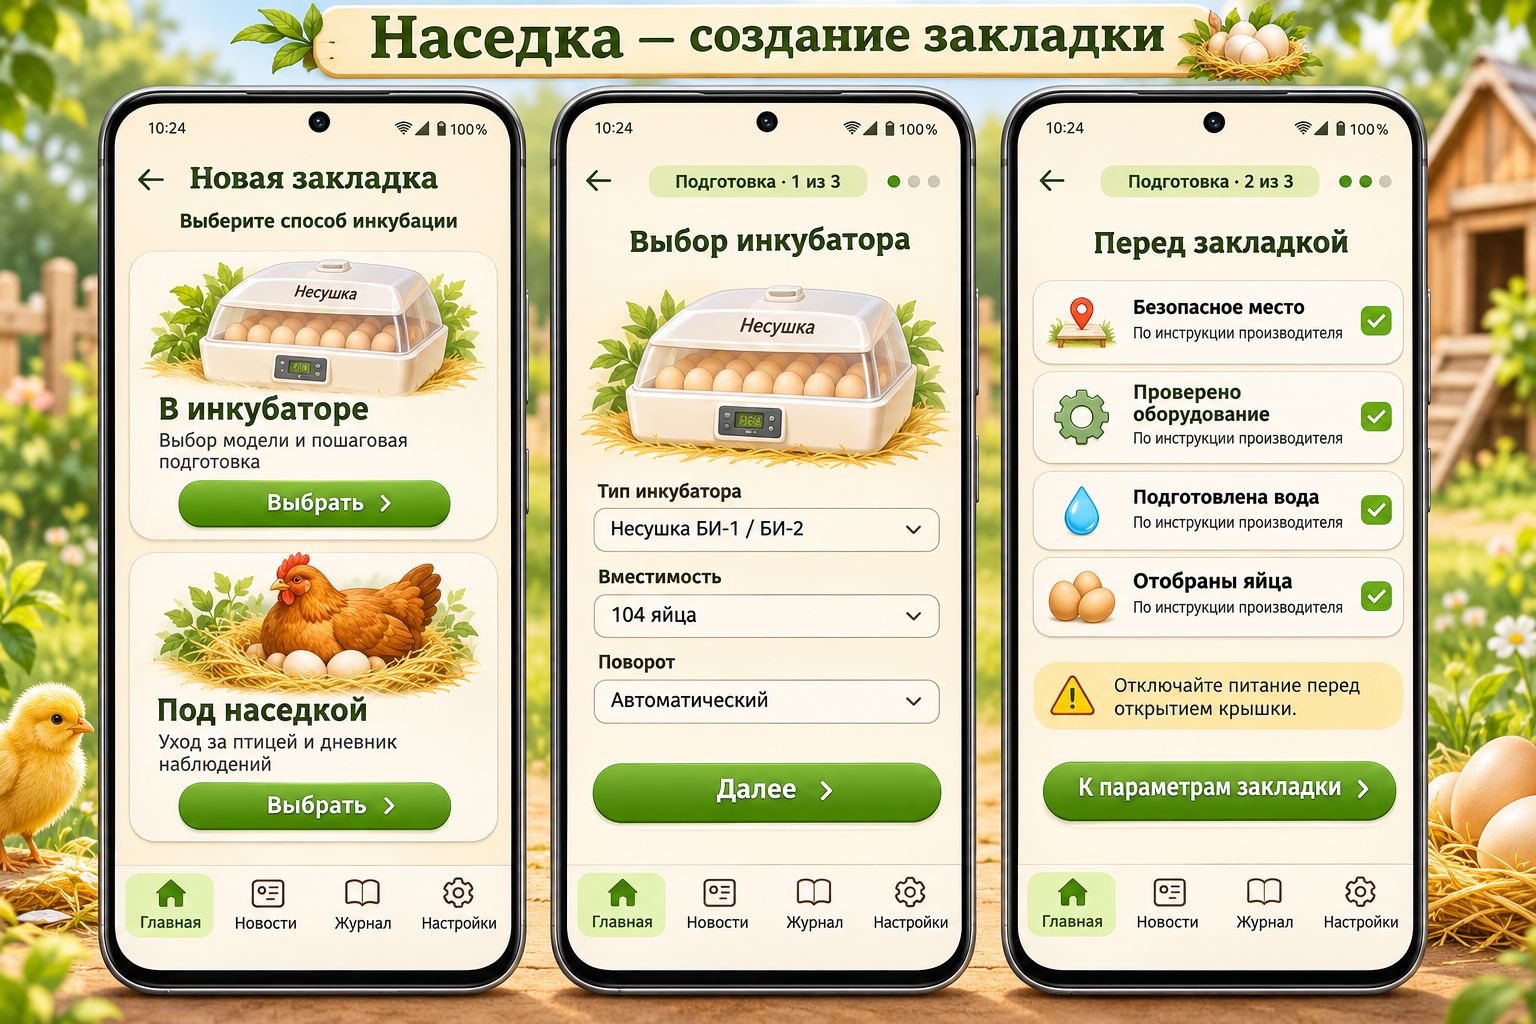 Наседка — создание закладки
10:24
100%
Новая закладка
Выберите способ инкубации
Несушка
В инкубаторе
Выбор модели и пошаговая
подготовка
Выбрать
Под наседкой
Уход за птицей и дневник
наблюдений
Выбрать
Главная
Новости
Журнал
Настройки
10:24
100%
Подготовка · 1 из 3
Выбор инкубатора
Несушка
Тип инкубатора
Несушка БИ-1 / БИ-2
Вместимость
104 яйца
Поворот
Автоматический
Далее
Главная
Новости
Журнал
Настройки
10:24
100%
Подготовка · 2 из 3
Перед закладкой
Безопасное место
По инструкции производителя
Проверено
оборудование
По инструкции производителя
Подготовлена вода
По инструкции производителя
Отобраны яйца
По инструкции производителя
Отключайте питание перед
открытием крышки.
К параметрам закладки
Главная
Новости
Журнал
Настройки